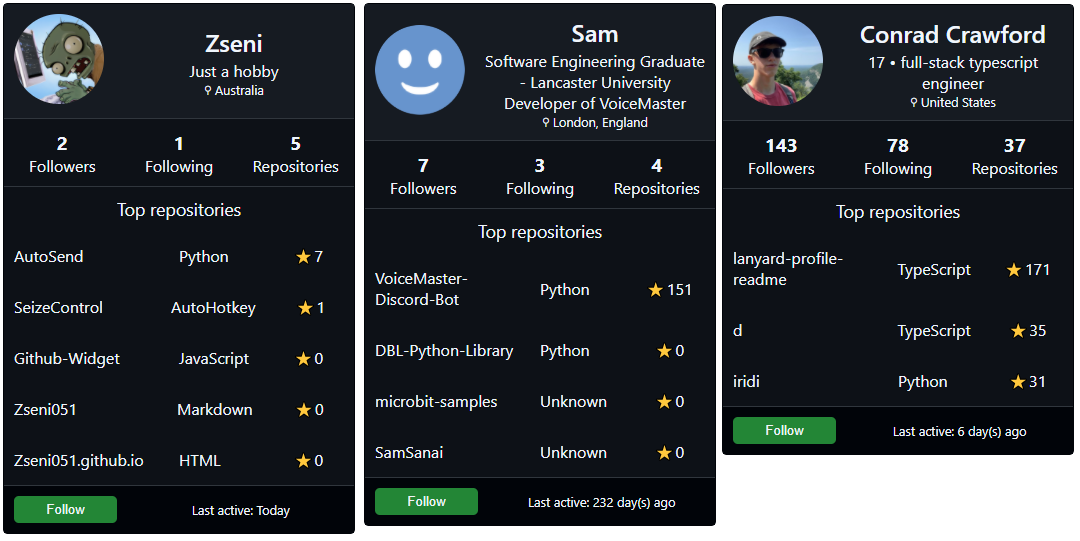 Zseni
Just a hobby
Australia
2 1 5
Followers Following Repositories
Top repositories
AutoSend Python 7
SeizeControl AutoHotkey 1
Github-Widget JavaScript 0
Zseni051 Markdown 0
Zseni051.github.io HTML 0
Follow Last active: Today
Sam
Software Engineering Graduate
- Lancaster University
Developer of VoiceMaster
London, England
7 3 4
Followers Following Repositories
Top repositories
VoiceMaster-
Discord-Bot Python 151
DBL-Python-Library Python 0
microbit-samples Unknown 0
SamSanai Unknown 0
Follow Last active: 232 day(s) ago
Conrad Crawford
17 • full-stack typescript
engineer
United States
143 78 37
Followers Following Repositories
Top repositories
lanyard-profile-
readme TypeScript 171
d TypeScript 35
iridi Python 31
Follow Last active: 6 day(s) ago